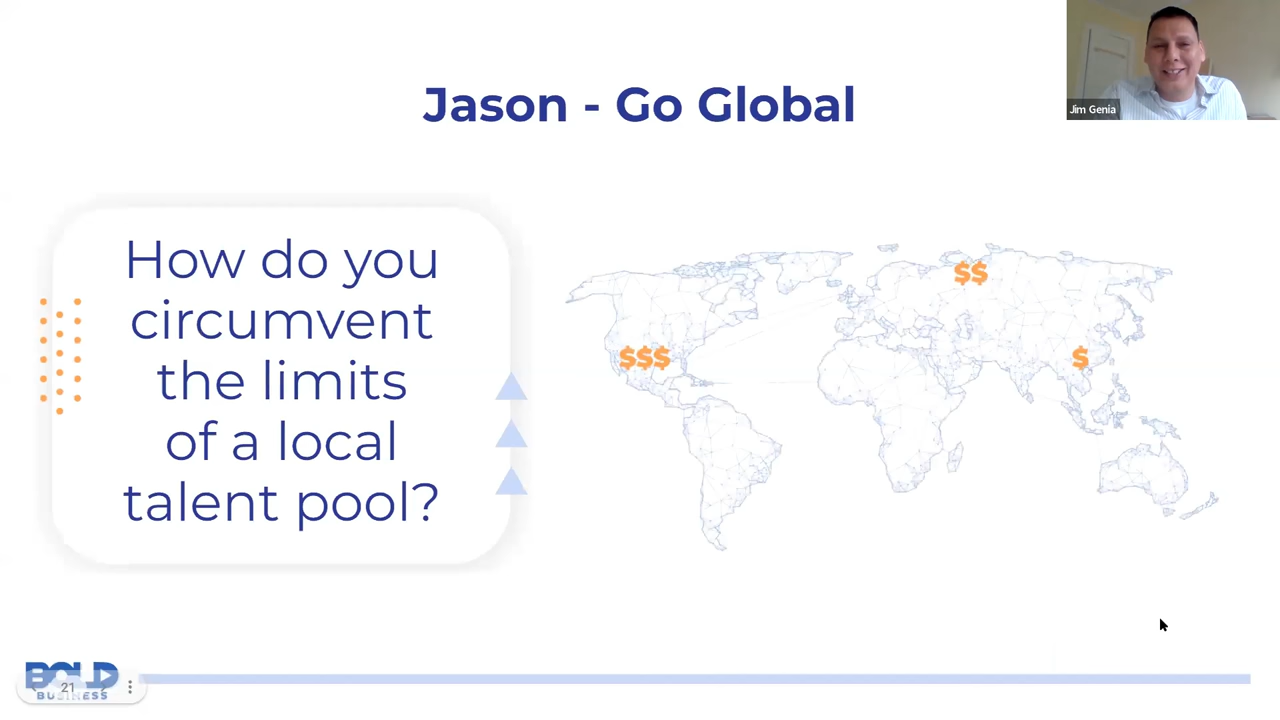 Jason - Go Global
Jim Genia
How do you
circumvent
the limits
of a local
talent pool?
$$
$$$
$
BOLD
BUSINESS
21